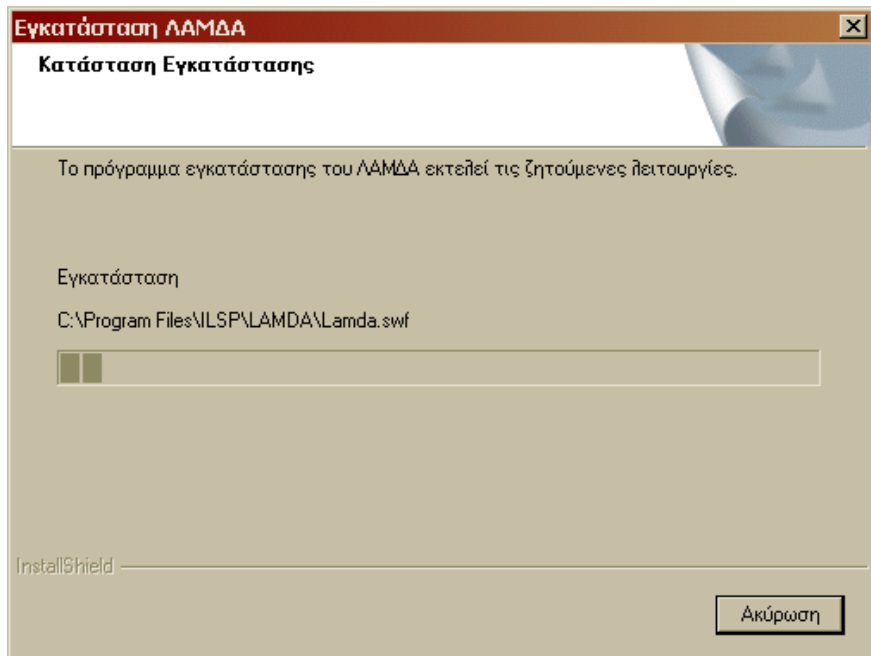 Εγκατάσταση ΛΑΜΔΑ
Κατάσταση Εγκατάστασης
Το πρόγραμμα εγκατάστασης του ΛΑΜΔΑ εκτελεί τις ζητούμενες λειτουργίες.
Εγκατάσταση
C:\Program Files\ILSP\LAMDA\Lamda.swf
InstallShield
Ακύρωση